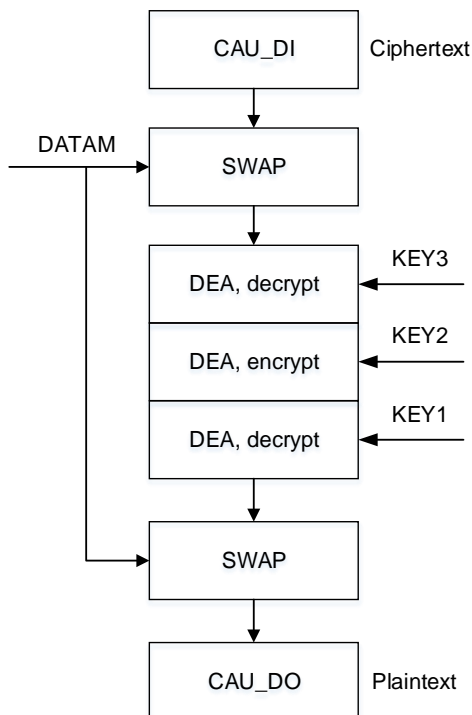 CAU_DI Ciphertext
DATAM
SWAP
KEY3
DEA, decrypt
KEY2
DEA, encrypt
KEY1
DEA, decrypt
SWAP
CAU_DO Plaintext